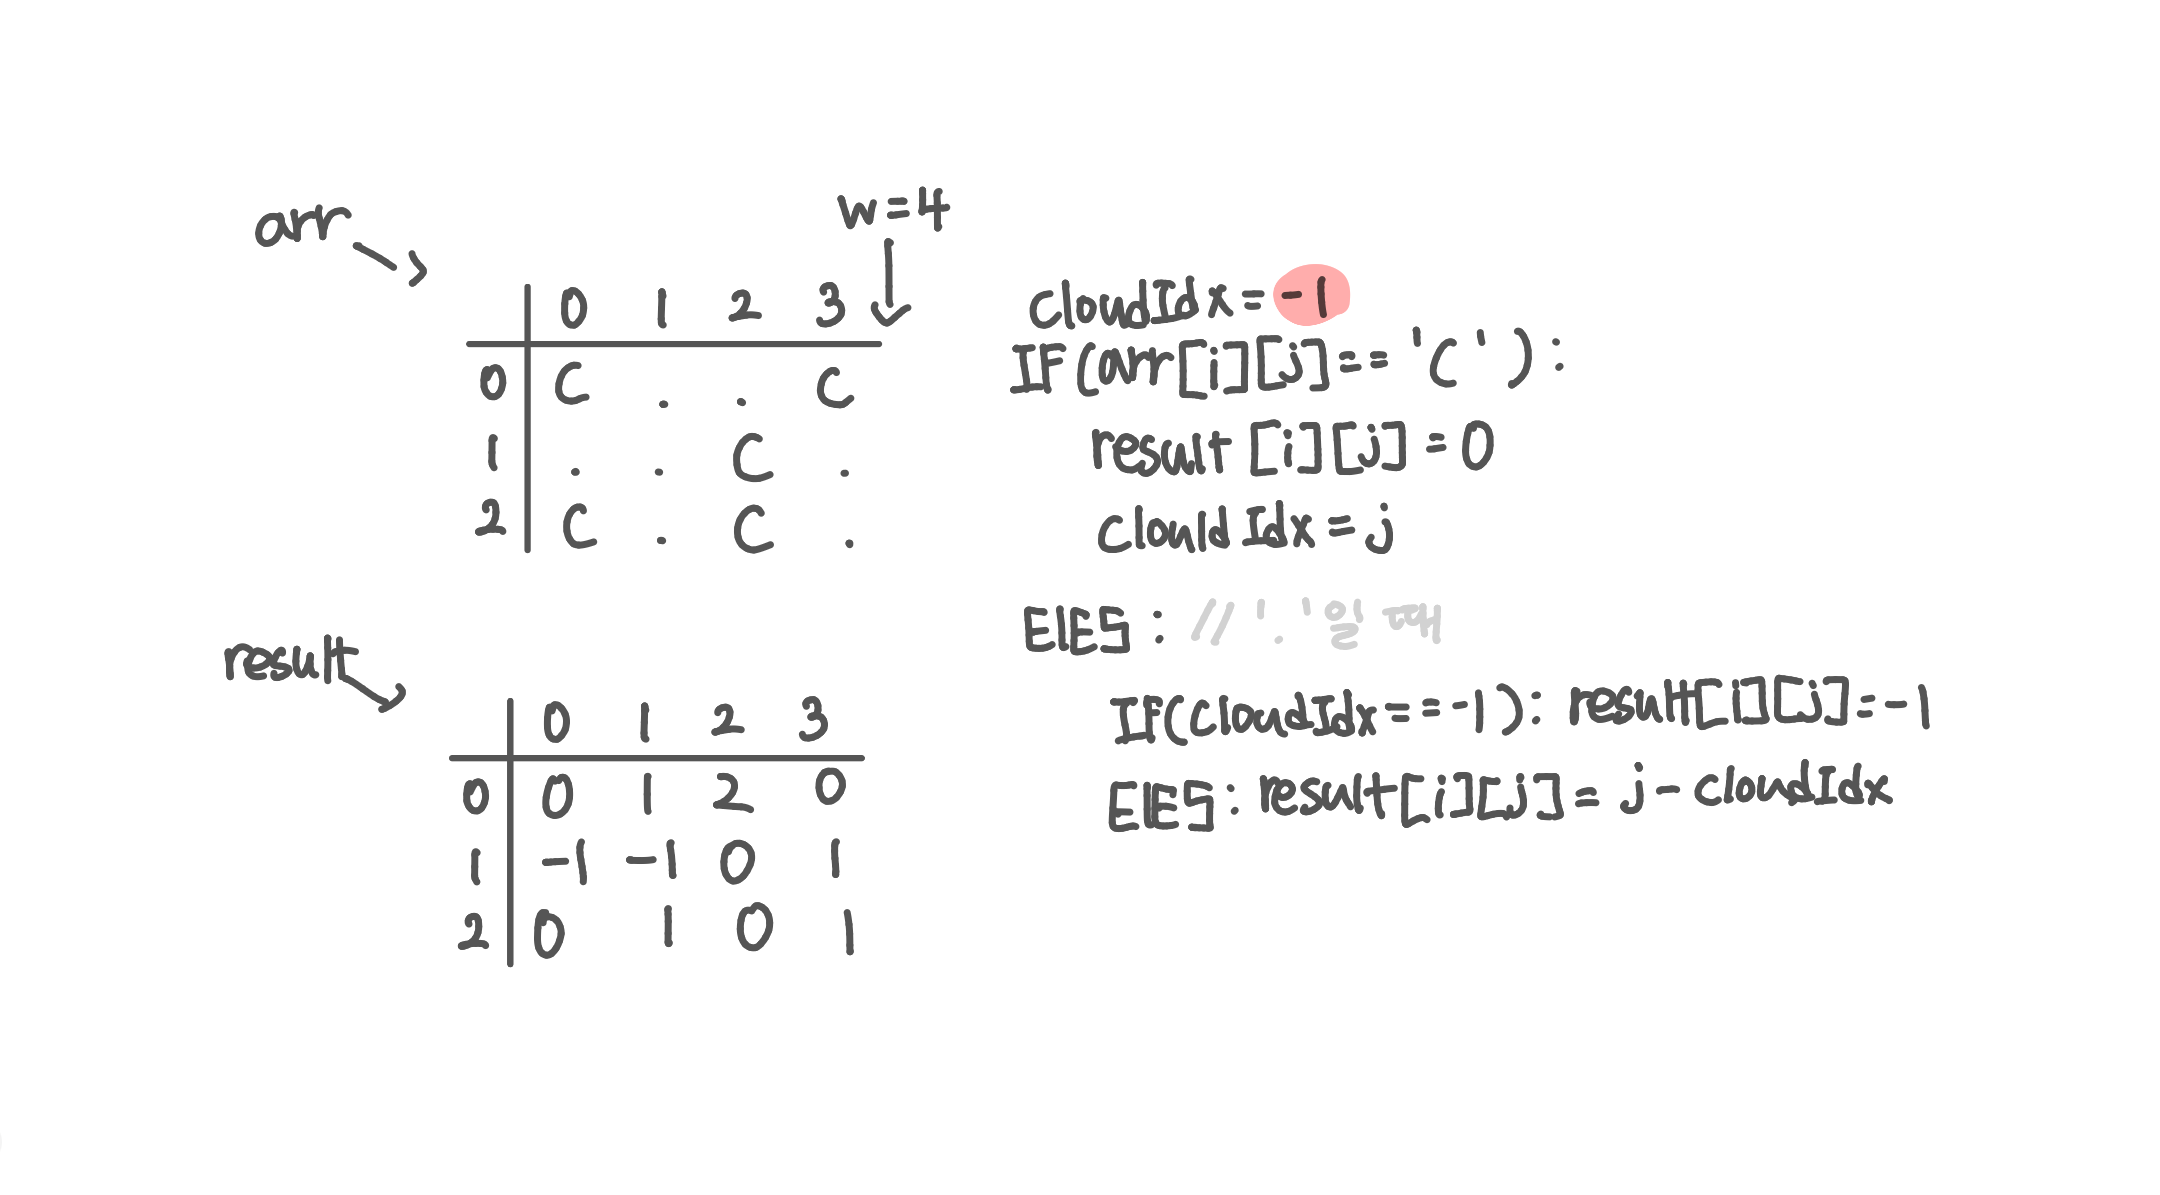 arr
w=4
0 1 2 3
0 C . . C
1 . . C .
2 C . C .
result
0 1 2 3
0 0 1 2 0
1 -1 -1 0 1
2 0 1 0 1
cloudIdx = -1
IF(arr[i][j]== 'C'):
result[i][j] = 0
clouldIdx = j
ElES: // '.'일 때
IF(cloudIdx==-1): result[i][j]=-1
ElES: result[i][j] = j-cloudIdx